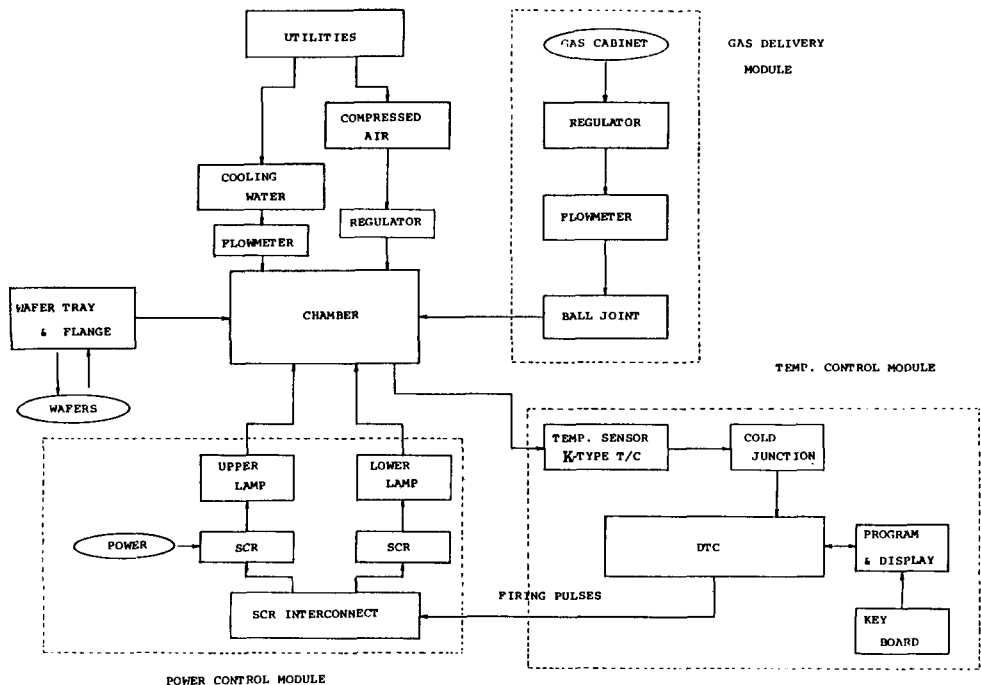 UTILITIES
GAS CABINET
GAS DELIVERY
MODULE
COMPRESSED
AIR
REGULATOR
COOLING
WATER
FLOWMETER
REGULATOR
FLOWMETER
WAFER TRAY
& FLANGE
CHAMBER
BALL JOINT
WAFERS
TEMP. CONTROL MODULE
UPPER
LAMP
LOWER
LAMP
TEMP. SENSOR
K-TYPE T/C
COLD
JUNCTION
POWER
SCR
SCR
DTC
PROGRAM
& DISPLAY
SCR INTERCONNECT
FIRING PULSES
KEY
BOARD
POWER CONTROL MODULE